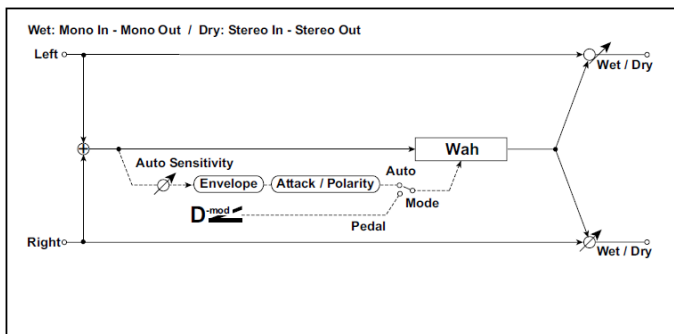 Wet: Mono In - Mono Out / Dry: Stereo In - Stereo Out
Left
Wet / Dry
Wah
Auto Sensitivity
Auto
Envelope
Attack / Polarity
Mode
D-mod
Pedal
Right
Wet / Dry